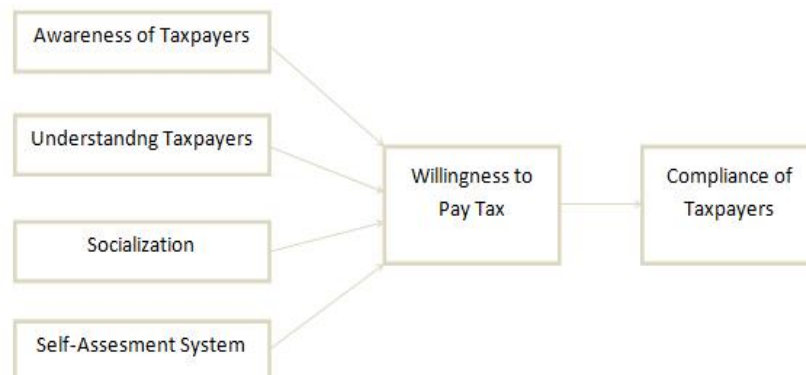 Awareness of Taxpayers
Understandng Taxpayers
Socialization
Self-Assesment System
Willingness to
Pay Tax
Compliance of
Taxpayers